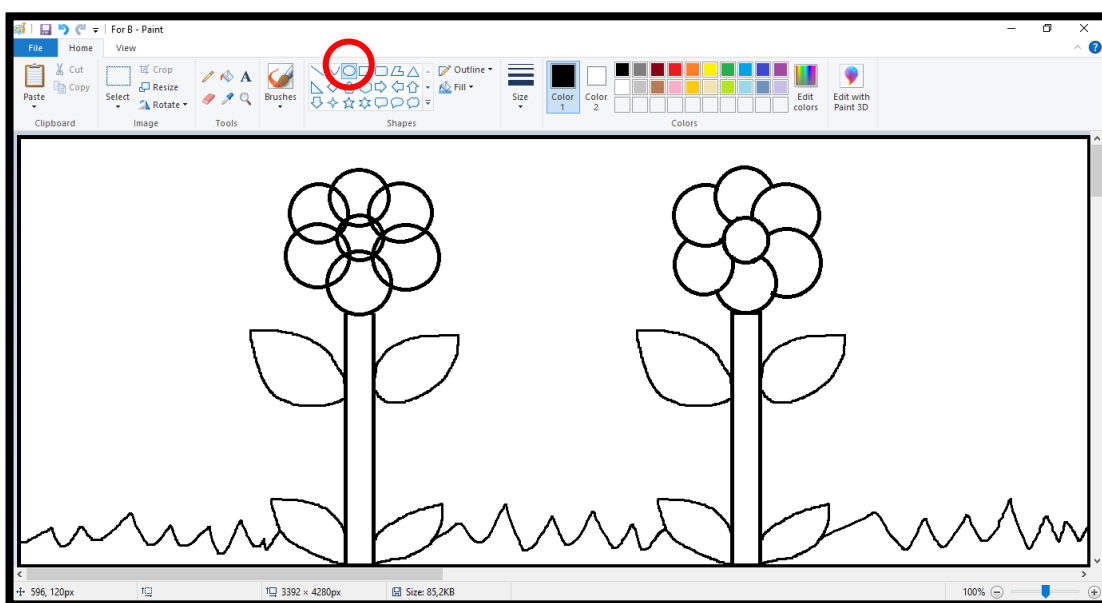 For B - Paint
File Home View
Paste
Cut
Copy
Clipboard
Select
Crop
Resize
Rotate
Image
A
Tools
Brushes
Outline
Fill
Shapes
Size
Color 1
Color 2
Edit colors
Colors
Edit with Paint 3D
596, 120px
3392 × 4280px
Size: 85,2KB
100%